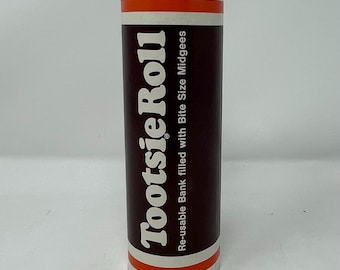 Tootsie Roll
Re-usable Bank filled with Bite Size Midgees